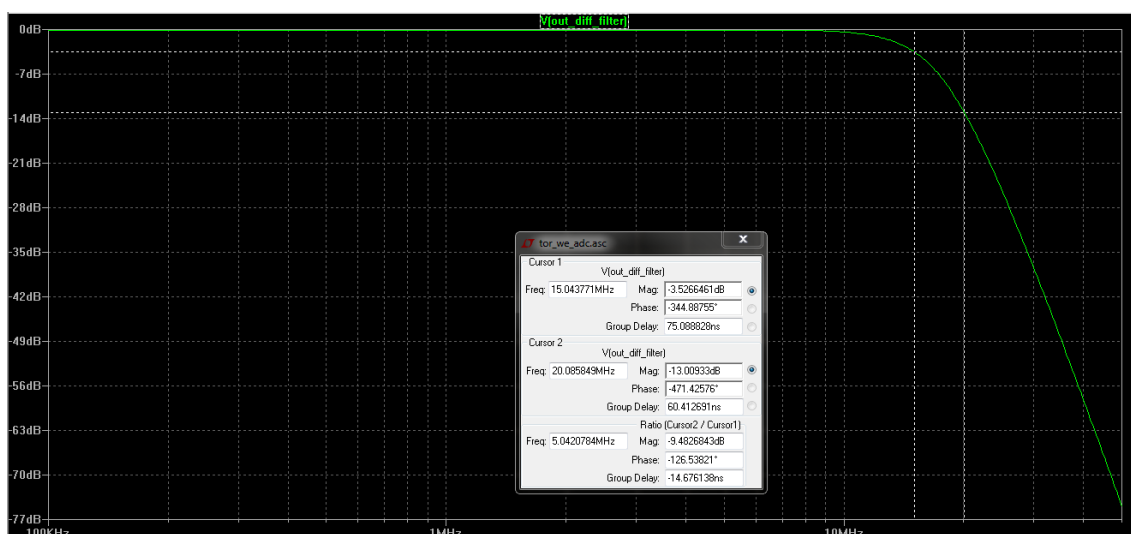 V(out_diff_filter)
0dB
-7dB
-14dB
-21dB
-28dB
-35dB
-42dB
-49dB
-56dB
-63dB
-70dB
-77dB
100KHz
1MHz
10MHz
tor_we_adc.asc
x
Cursor 1
V(out_diff_filter)
Freq: 15.043771MHz Mag: -3.5266461dB
Phase: -344.88755°
Group Delay: 75.088828ns
Cursor 2
V(out_diff_filter)
Freq: 20.085849MHz Mag: -13.00933dB
Phase: -471.42576°
Group Delay: 60.412691ns
Ratio (Cursor2 / Cursor1)
Freq: 5.0420784MHz Mag: -9.4826843dB
Phase: -126.53821°
Group Delay: -14.676138ns